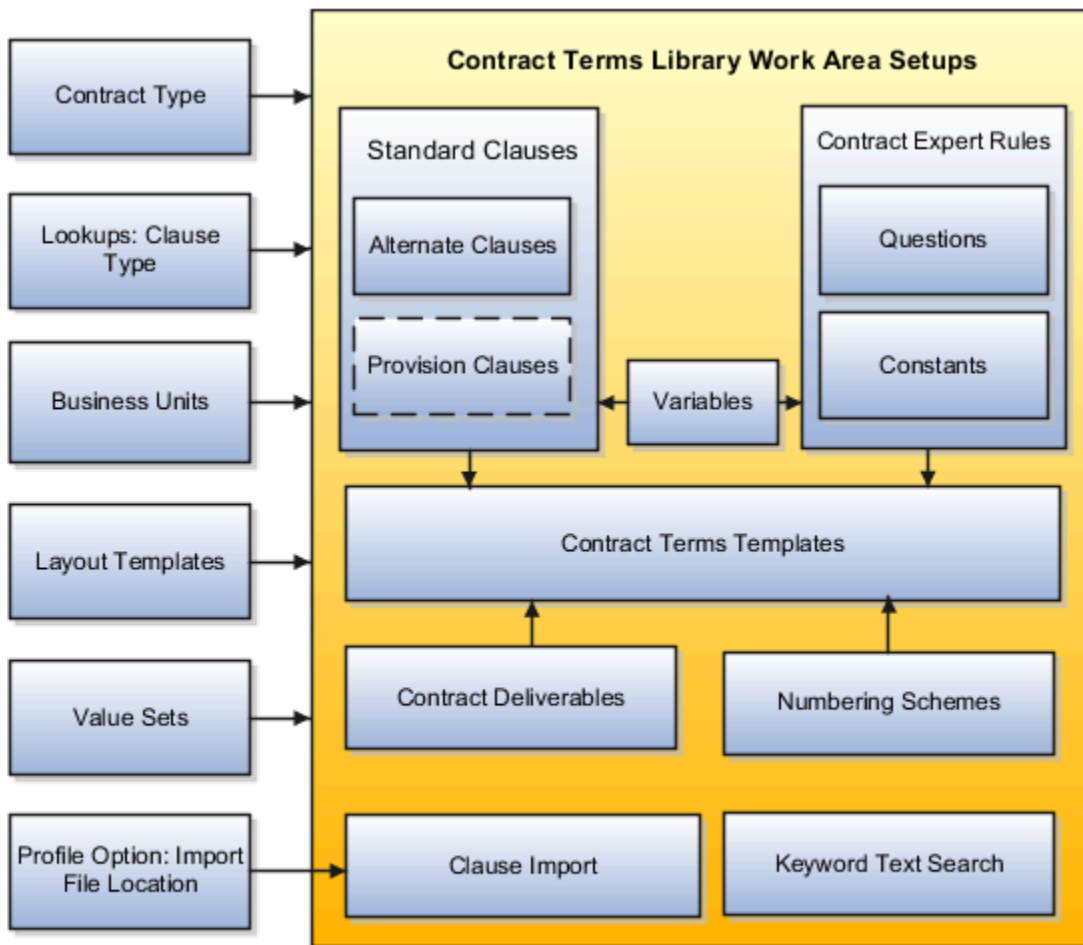 Contract Terms Library Work Area Setups
Contract Type
Lookups: Clause
Type
Business Units
Layout Templates
Value Sets
Profile Option: Import
File Location
Standard Clauses
Alternate Clauses
Provision Clauses
Variables
Contract Expert Rules
Questions
Constants
Contract Terms Templates
Contract Deliverables
Numbering Schemes
Clause Import
Keyword Text Search